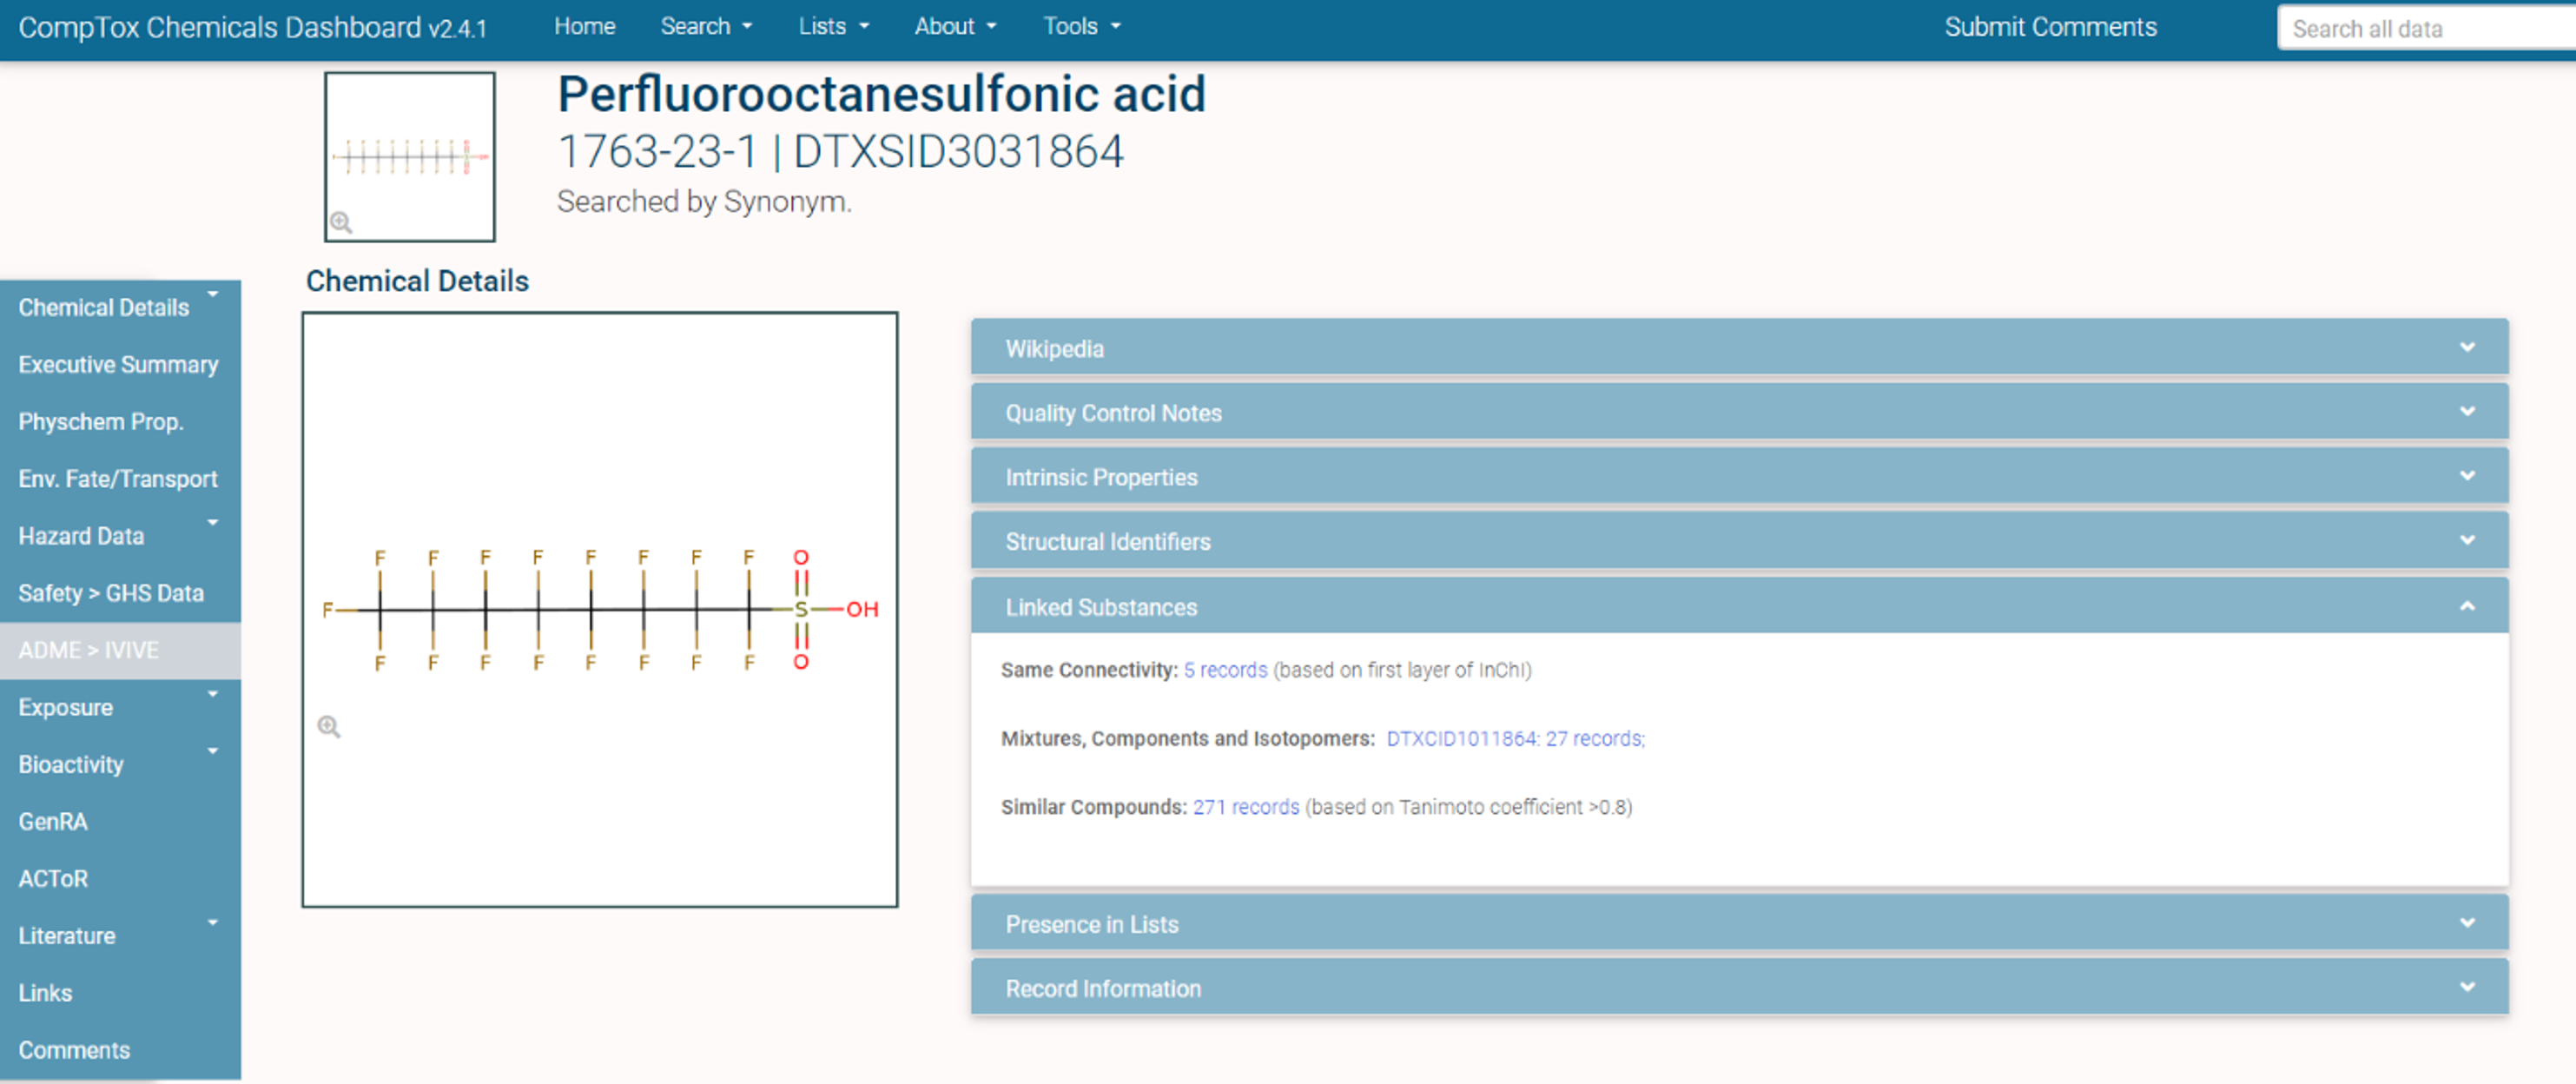 CompTox Chemicals Dashboard v2.4.1 Home Search Lists About Tools Submit Comments Search all data
Perfluorooctanesulfonic acid
1763-23-1 | DTXSID3031864
Searched by Synonym.
Chemical Details
Chemical Details
Executive Summary
Physchem Prop.
Env. Fate/Transport
Hazard Data
Safety > GHS Data
ADME > IVIVE
Exposure
Bioactivity
GenRA
ACToR
Literature
Links
Comments
F F F F F F F F O
F S OH
F F F F F F F F O
Wikipedia
Quality Control Notes
Intrinsic Properties
Structural Identifiers
Linked Substances
Same Connectivity: 5 records (based on first layer of InChI)
Mixtures, Components and Isotopomers: DTXCID1011864: 27 records;
Similar Compounds: 271 records (based on Tanimoto coefficient >0.8)
Presence in Lists
Record Information